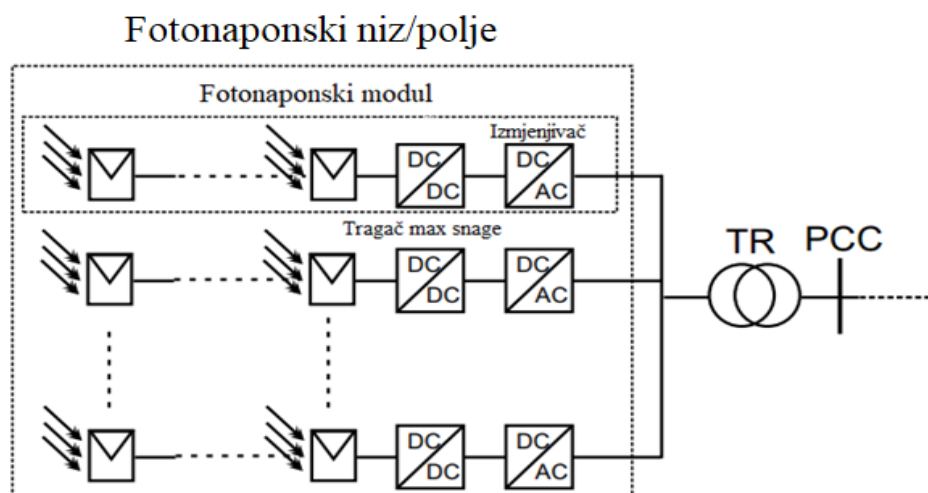 Fotonaponski niz/polje
Fotonaponski modul
Izmjenjivač
DC
DC
DC
AC
Tragač max snage
DC
DC
DC
AC
TR
PCC
DC
DC
DC
AC